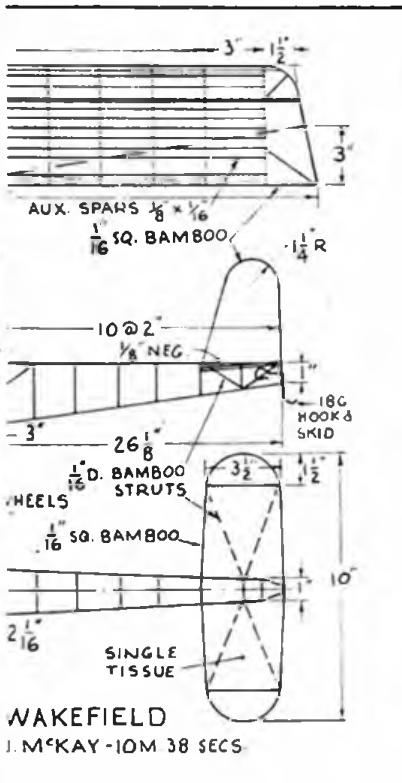 3" 1½"
3"
AUX. SPARS ⅛" × 1/16"
1/16" SQ. BAMBOO
1¼" R
10 @ 2"
⅛" NEG
1"
18G
HOOK &
SKID
3"
26⅛"
1/16" D. BAMBOO
STRUTS
3½"
1½"
HEELS
1/16" SQ. BAMBOO
1"
10"
2 1/16"
SINGLE
TISSUE
WAKEFIELD
J. McKAY - 10M 38 SECS